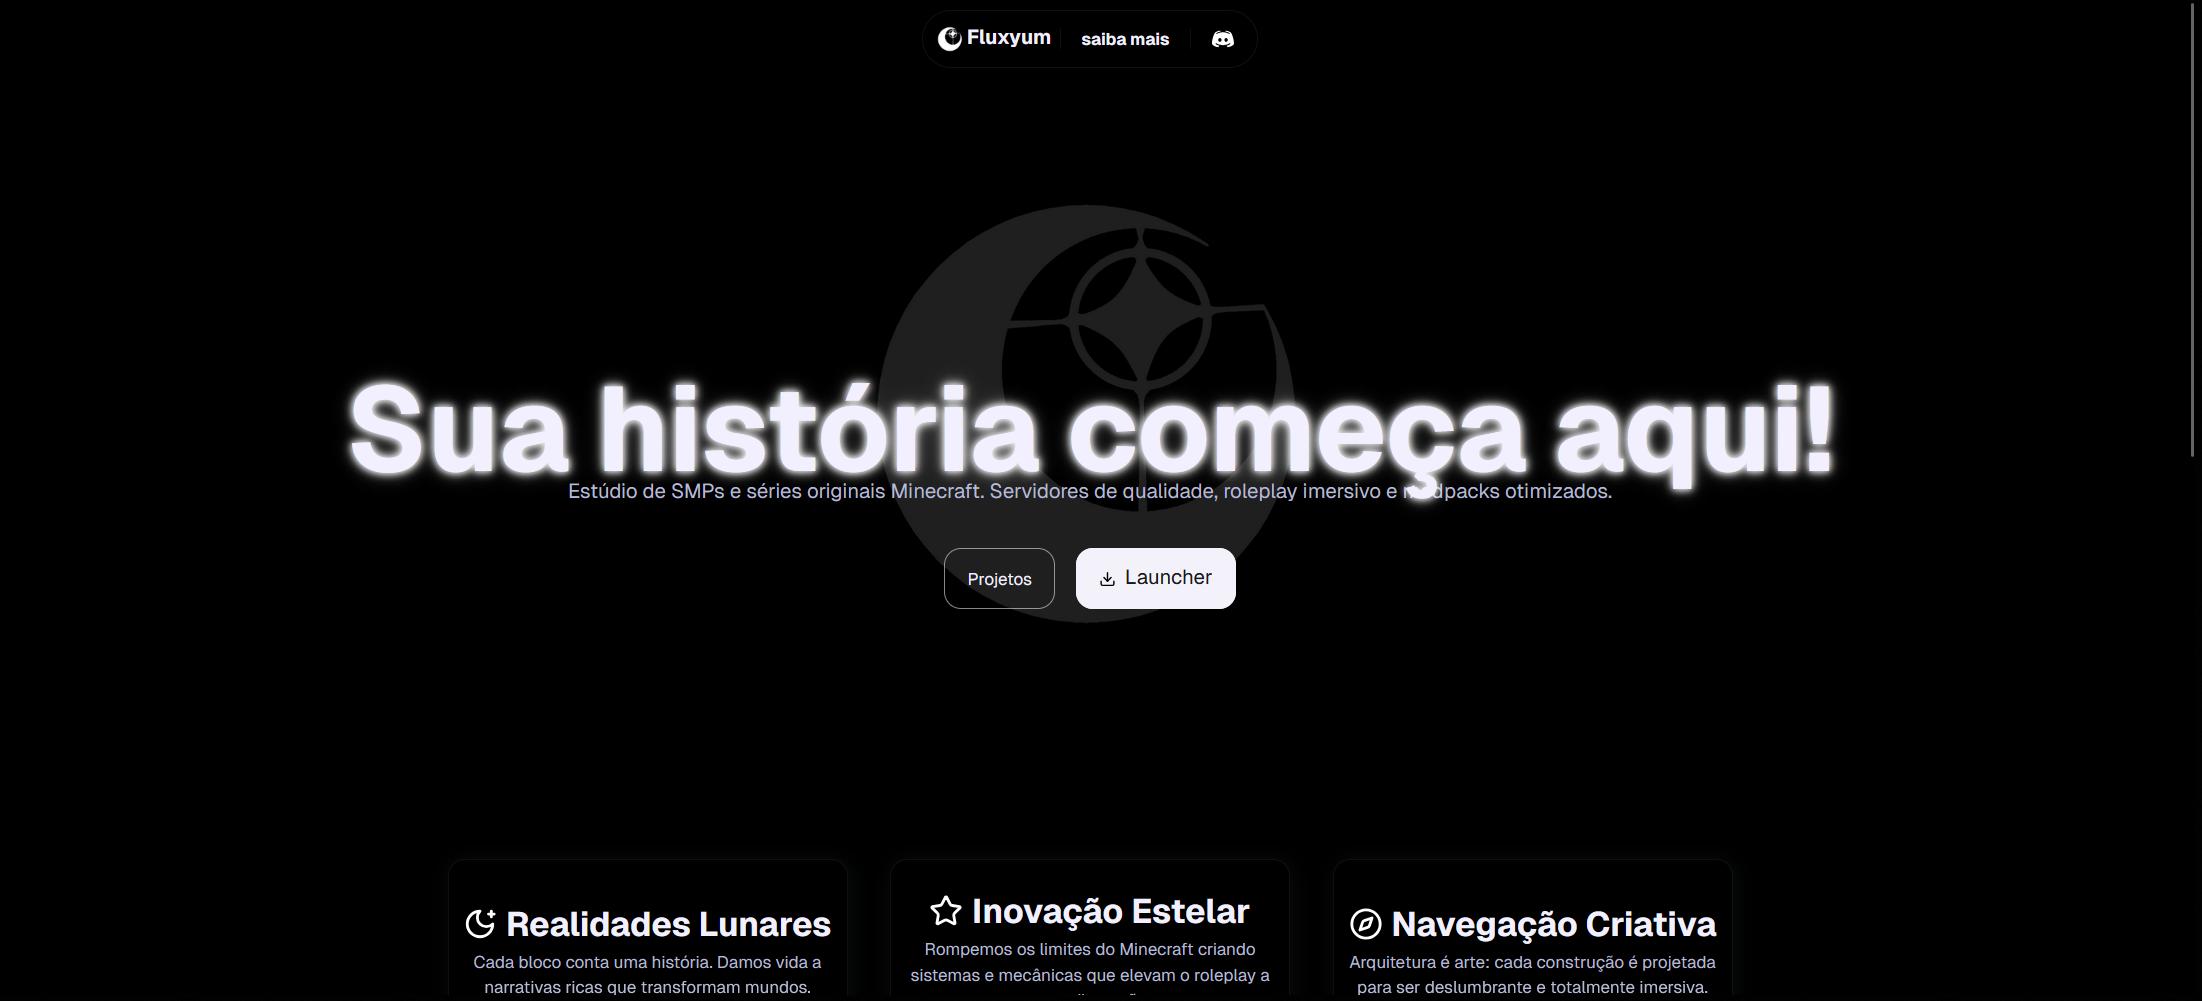 Fluxyum
saiba mais
Sua história começa aqui!
Estúdio de SMPs e séries originais Minecraft. Servidores de qualidade, roleplay imersivo e modpacks otimizados.
Projetos
Launcher
Realidades Lunares
Cada bloco conta uma história. Damos vida a
narrativas ricas que transformam mundos.
Inovação Estelar
Rompemos os limites do Minecraft criando
sistemas e mecânicas que elevam o roleplay a
Navegação Criativa
Arquitetura é arte: cada construção é projetada
para ser deslumbrante e totalmente imersiva.